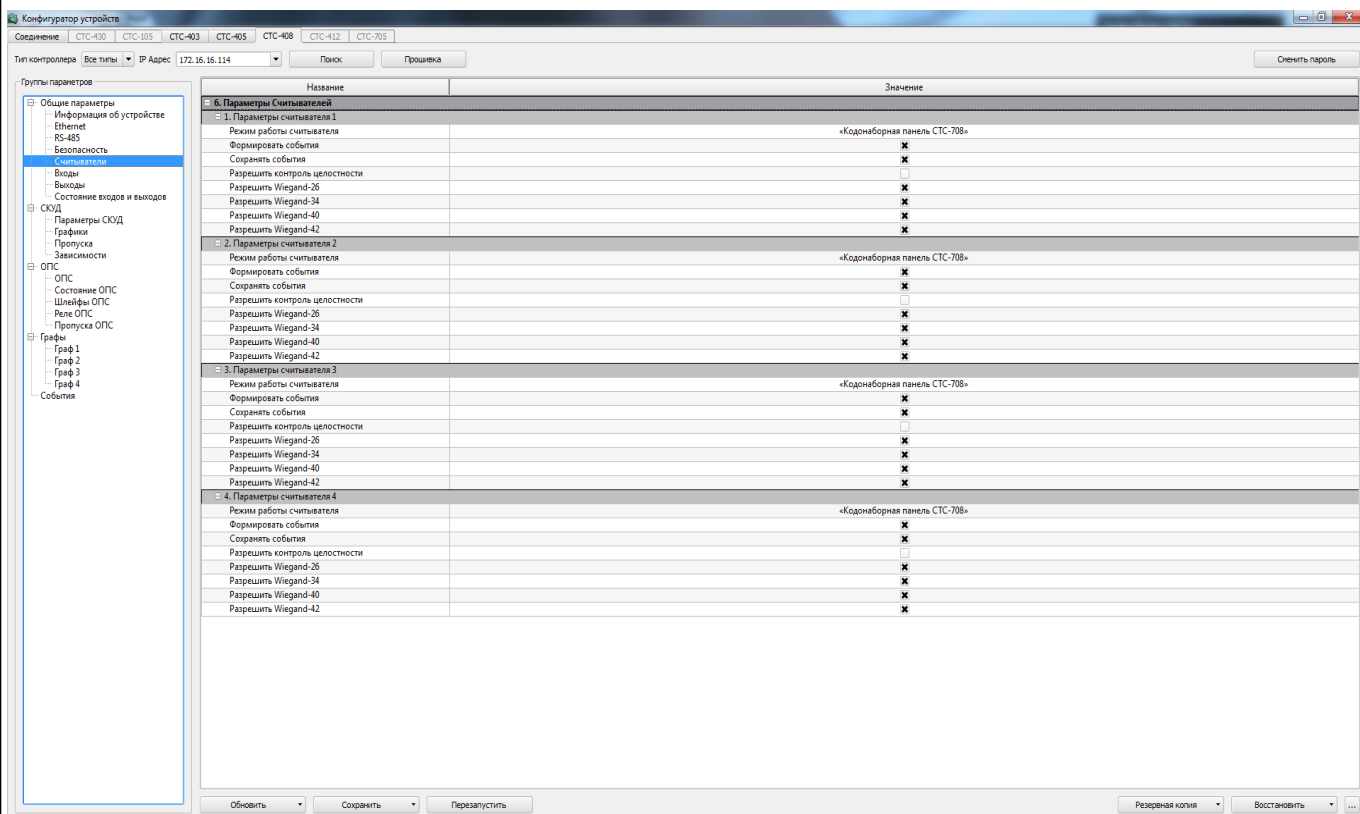 Конфигуратор устройств
Соединение СТС-430 СТС-105 СТС-403 СТС-405 СТС-408 СТС-412 СТС-705
Тип контроллера Все типы IP Адрес 172.16.16.114 Поиск Прошивка Сменить пароль
Группы параметров
Общие параметры
Информация об устройстве
Ethernet
RS-485
Безопасность
Считыватели
Входы
Выходы
Состояние входов и выходов
СКУД
Параметры СКУД
Графики
Пропуска
Зависимости
ОПС
ОПС
Состояние ОПС
Шлейфы ОПС
Реле ОПС
Пропуска ОПС
Графы
Граф 1
Граф 2
Граф 3
Граф 4
События
Название Значение
6. Параметры Считывателей
1. Параметры считывателя 1
Режим работы считывателя «Кодонаборная панель СТС-708»
Формировать события
Сохранять события
Разрешить контроль целостности
Разрешить Wiegand-26
Разрешить Wiegand-34
Разрешить Wiegand-40
Разрешить Wiegand-42
2. Параметры считывателя 2
Режим работы считывателя «Кодонаборная панель СТС-708»
Формировать события
Сохранять события
Разрешить контроль целостности
Разрешить Wiegand-26
Разрешить Wiegand-34
Разрешить Wiegand-40
Разрешить Wiegand-42
3. Параметры считывателя 3
Режим работы считывателя «Кодонаборная панель СТС-708»
Формировать события
Сохранять события
Разрешить контроль целостности
Разрешить Wiegand-26
Разрешить Wiegand-34
Разрешить Wiegand-40
Разрешить Wiegand-42
4. Параметры считывателя 4
Режим работы считывателя «Кодонаборная панель СТС-708»
Формировать события
Сохранять события
Разрешить контроль целостности
Разрешить Wiegand-26
Разрешить Wiegand-34
Разрешить Wiegand-40
Разрешить Wiegand-42
Обновить Сохранить Перезапустить Резервная копия Восстановить ...